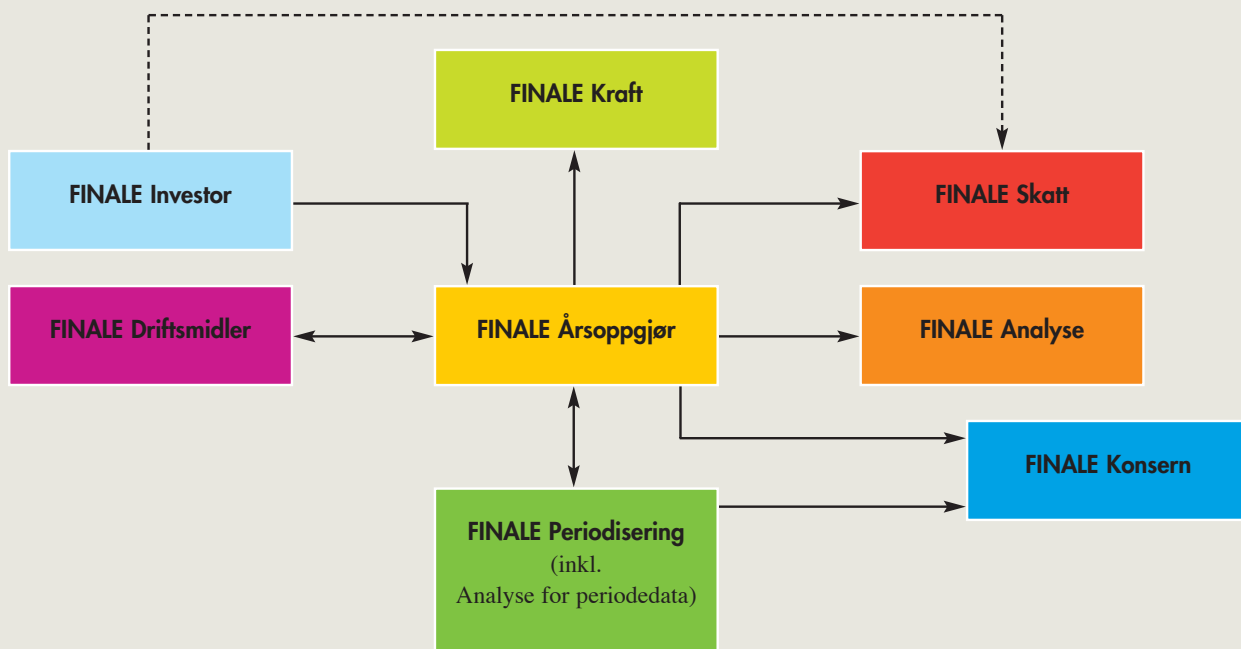 FINALE Kraft
FINALE Investor
FINALE Skatt
FINALE Driftsmidler
FINALE Årsoppgjør
FINALE Analyse
FINALE Konsern
FINALE Periodisering
(inkl.
Analyse for periodedata)